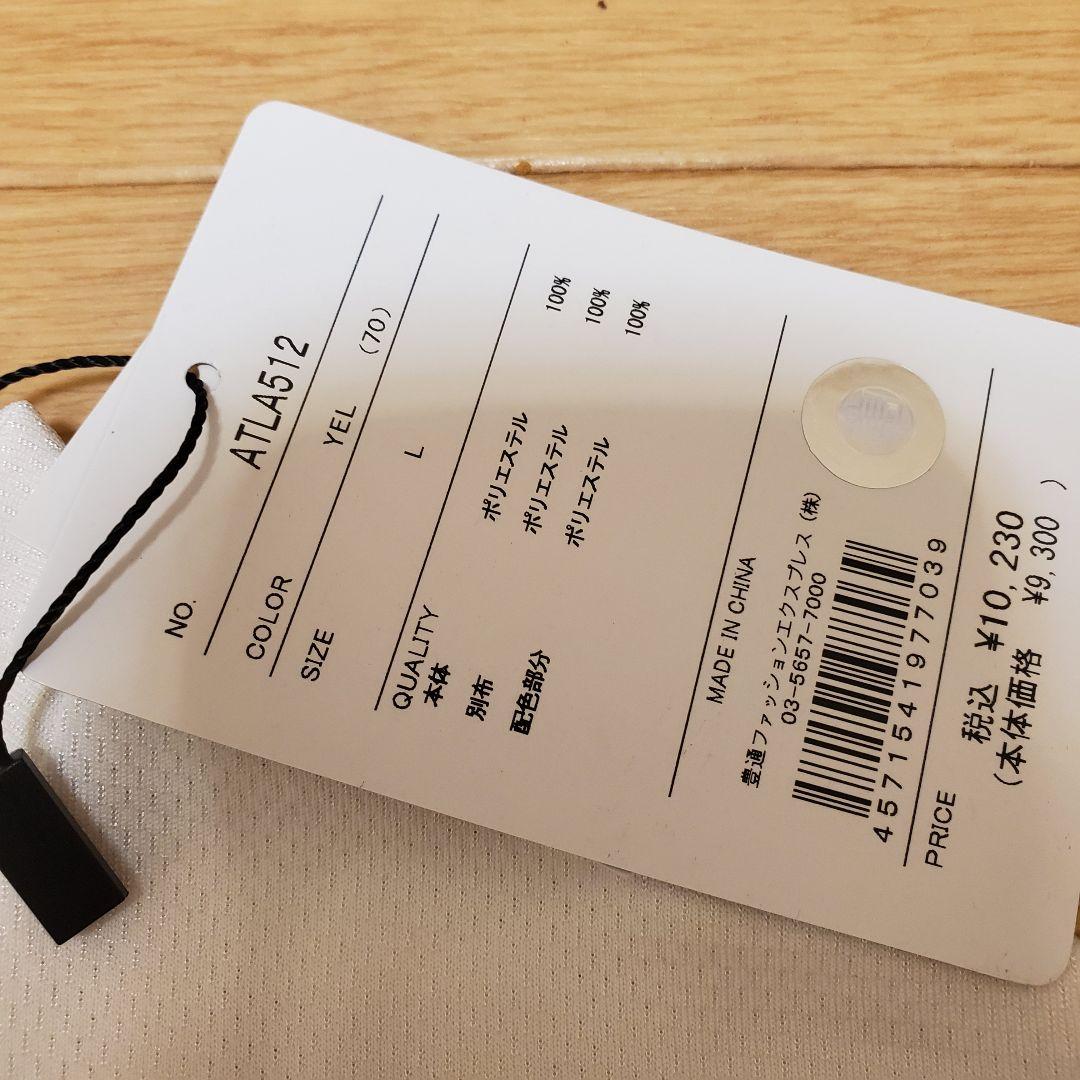 NO. ATLA512
COLOR YEL (70)
SIZE L
QUALITY
本体 ポリエステル 100%
別布 ポリエステル 100%
配色部分 ポリエステル 100%
MADE IN CHINA
豊通ファッションエクスプレス(株)
03-5657-7000
4571541977039
PRICE 税込 ¥10,230
(本体価格 ¥9,300 )